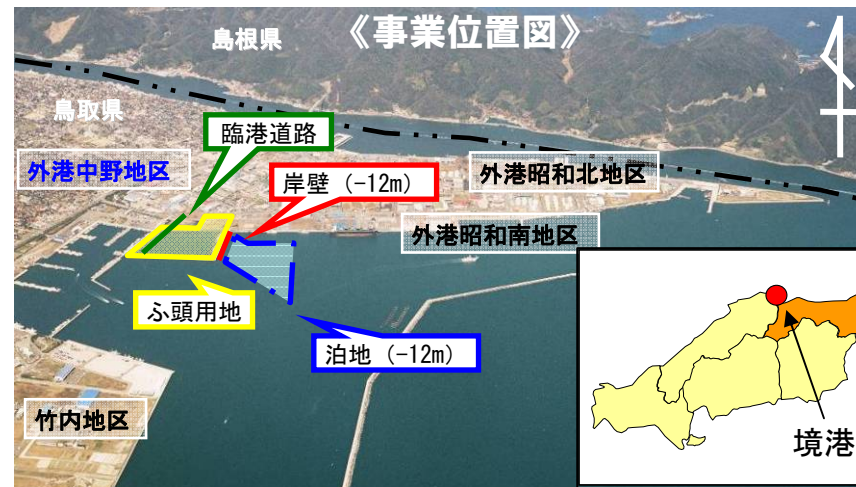 《事業位置図》
島根県
鳥取県
臨港道路
外港中野地区
岸壁（-12m）
外港昭和北地区
外港昭和南地区
ふ頭用地
泊地（-12m）
竹内地区
境港